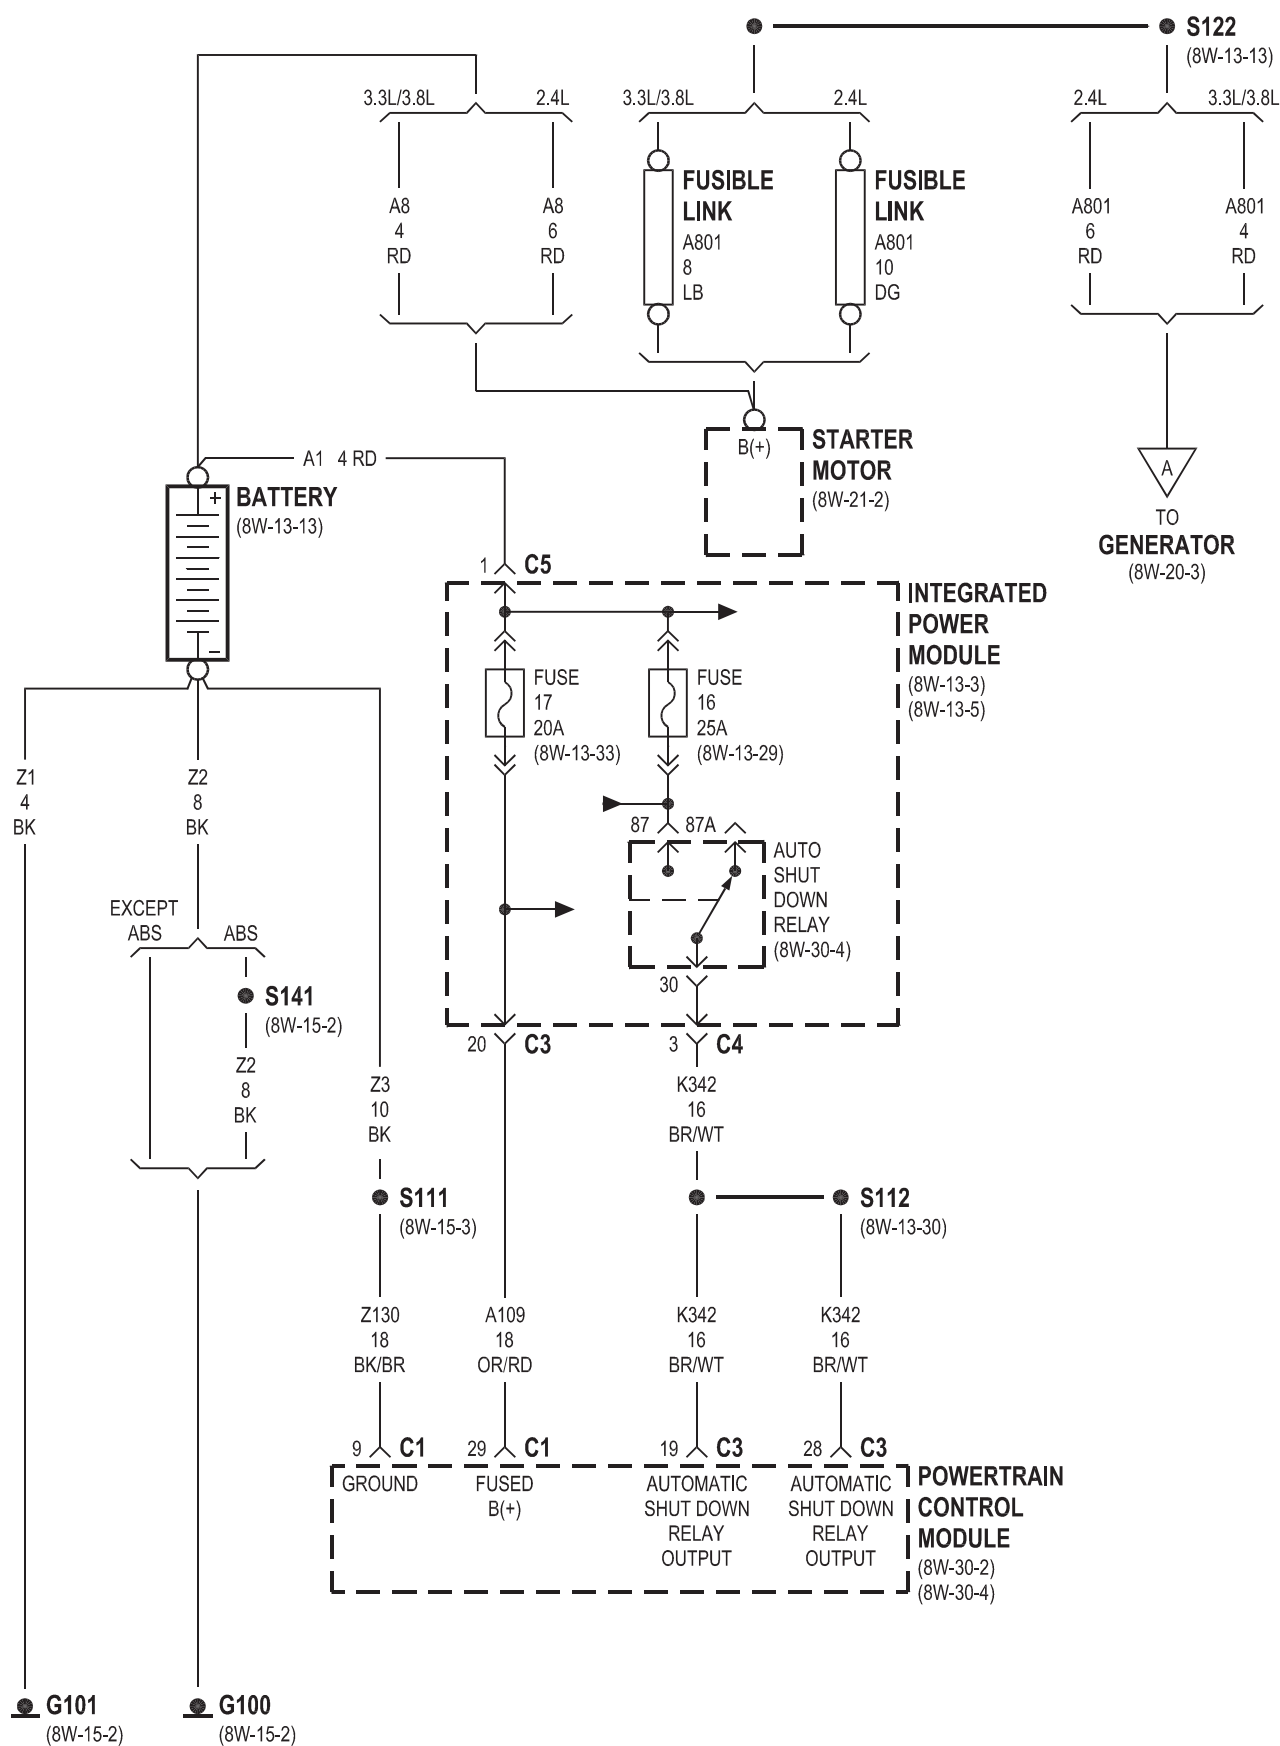 S122
(8W-13-13)
3.3L/3.8L
2.4L
3.3L/3.8L
2.4L
2.4L
3.3L/3.8L
A8
4
RD
A8
6
RD
FUSIBLE
LINK
A801
8
LB
FUSIBLE
LINK
A801
10
DG
A801
6
RD
A801
4
RD
B(+)
STARTER
MOTOR
(8W-21-2)
A
TO
GENERATOR
(8W-20-3)
A1 4 RD
+
-
BATTERY
(8W-13-13)
1
C5
INTEGRATED
POWER
MODULE
(8W-13-3)
(8W-13-5)
FUSE
17
20A
(8W-13-33)
FUSE
16
25A
(8W-13-29)
Z1
4
BK
Z2
8
BK
87
87A
AUTO
SHUT
DOWN
RELAY
(8W-30-4)
30
EXCEPT
ABS
ABS
S141
(8W-15-2)
Z2
8
BK
20
C3
3
C4
Z3
10
BK
K342
16
BR/WT
S111
(8W-15-3)
S112
(8W-13-30)
Z130
18
BK/BR
A109
18
OR/RD
K342
16
BR/WT
K342
16
BR/WT
9
C1
29
C1
19
C3
28
C3
GROUND
FUSED
B(+)
AUTOMATIC
SHUT DOWN
RELAY
OUTPUT
AUTOMATIC
SHUT DOWN
RELAY
OUTPUT
POWERTRAIN
CONTROL
MODULE
(8W-30-2)
(8W-30-4)
G101
(8W-15-2)
G100
(8W-15-2)